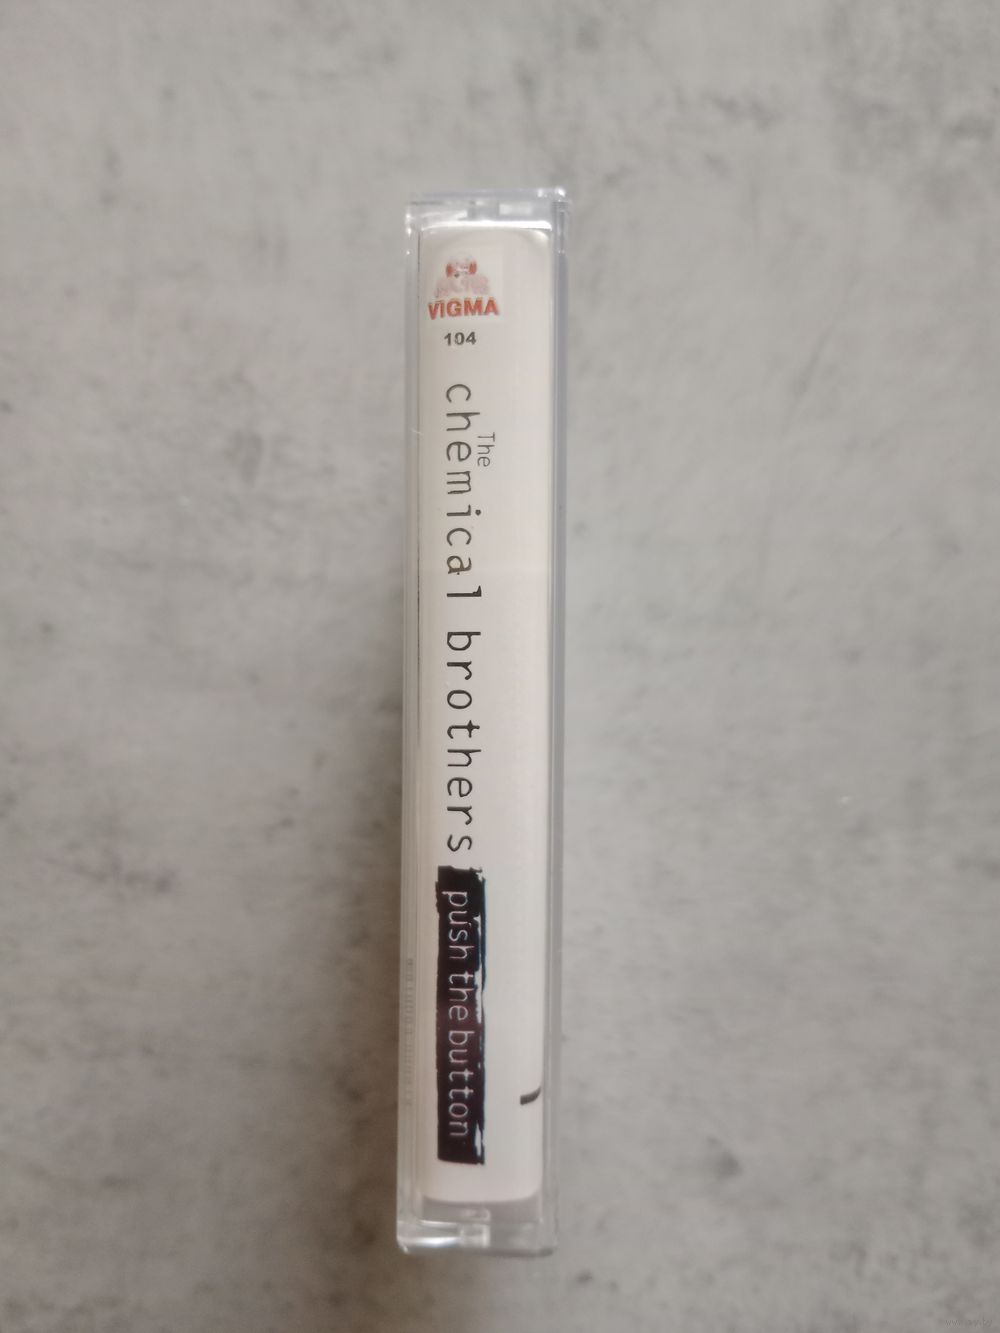 VIGMA
104
The
chemical brothers
push the button